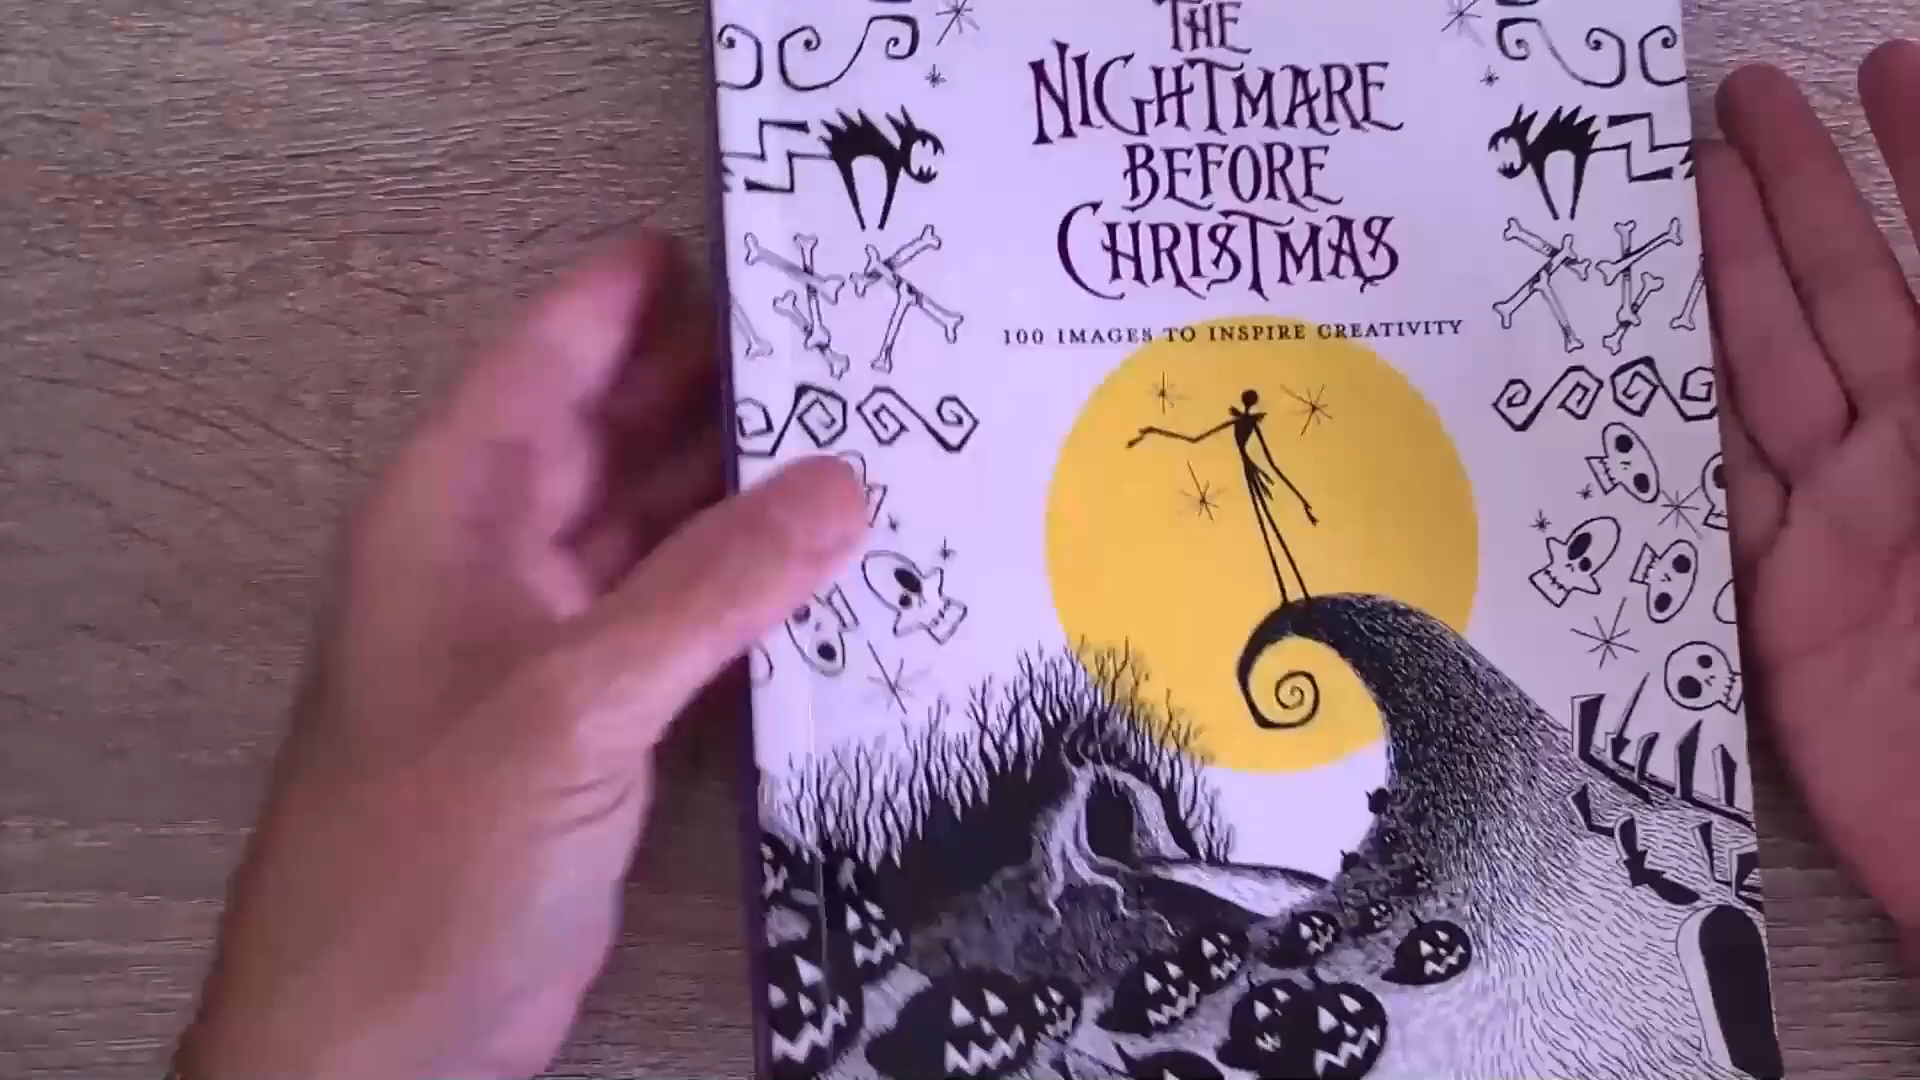 THE
NIGHTMARE
BEFORE
CHRISTMAS
100 IMAGES TO INSPIRE CREATIVITY